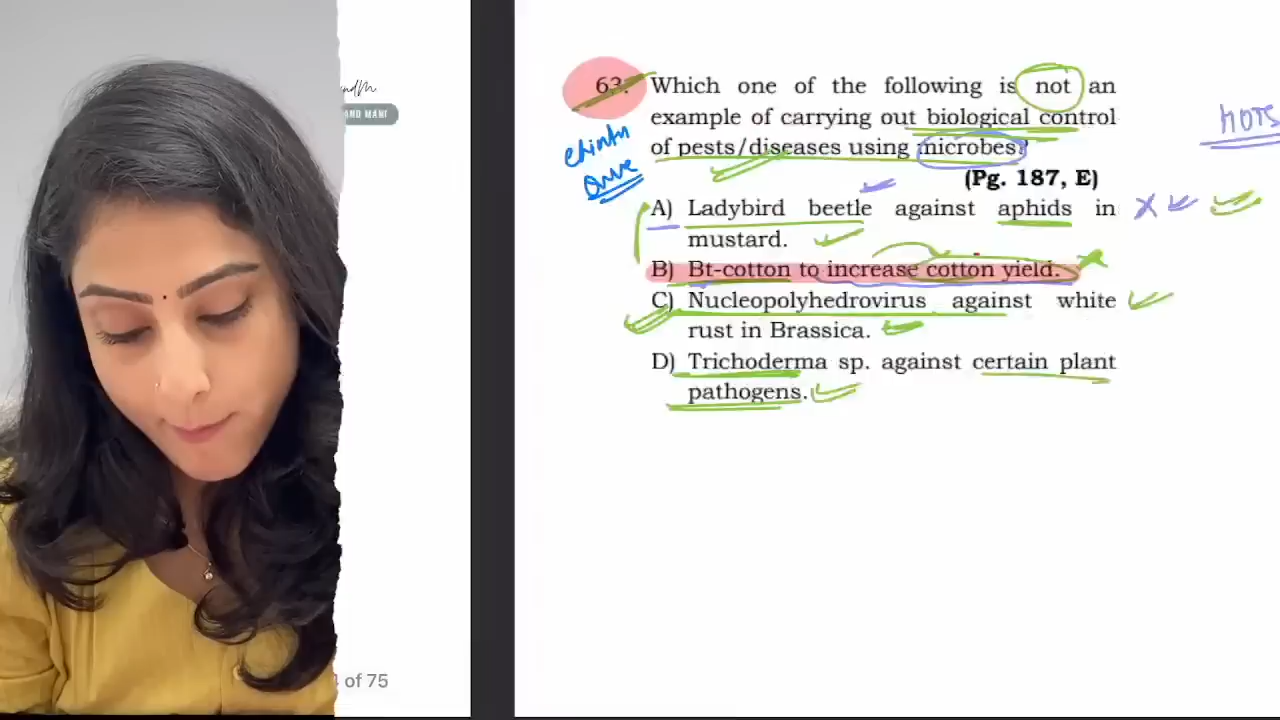 63. Which one of the following is not an
example of carrying out biological control
of pests/diseases using microbes?
(Pg. 187, E)
A) Ladybird beetle against aphids in
mustard.
B) Bt-cotton to increase cotton yield.
C) Nucleopolyhedrovirus against white
rust in Brassica.
D) Trichoderma sp. against certain plant
pathogens.
HOTS
AND MANI
of 75